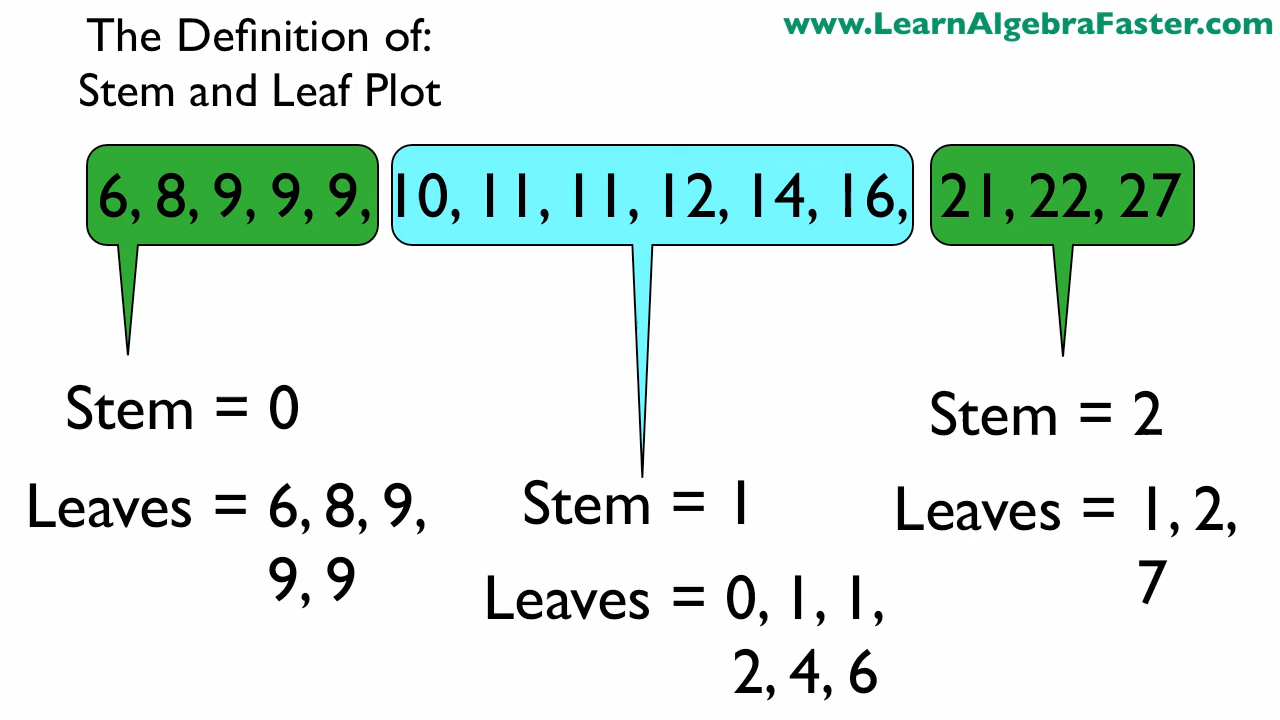 The Definition of:
Stem and Leaf Plot
www.LearnAlgebraFaster.com
6, 8, 9, 9, 9, 10, 11, 11, 12, 14, 16, 21, 22, 27
Stem = 0
Leaves = 6, 8, 9,
9, 9
Stem = 1
Leaves = 0, 1, 1,
2, 4, 6
Stem = 2
Leaves = 1, 2,
7